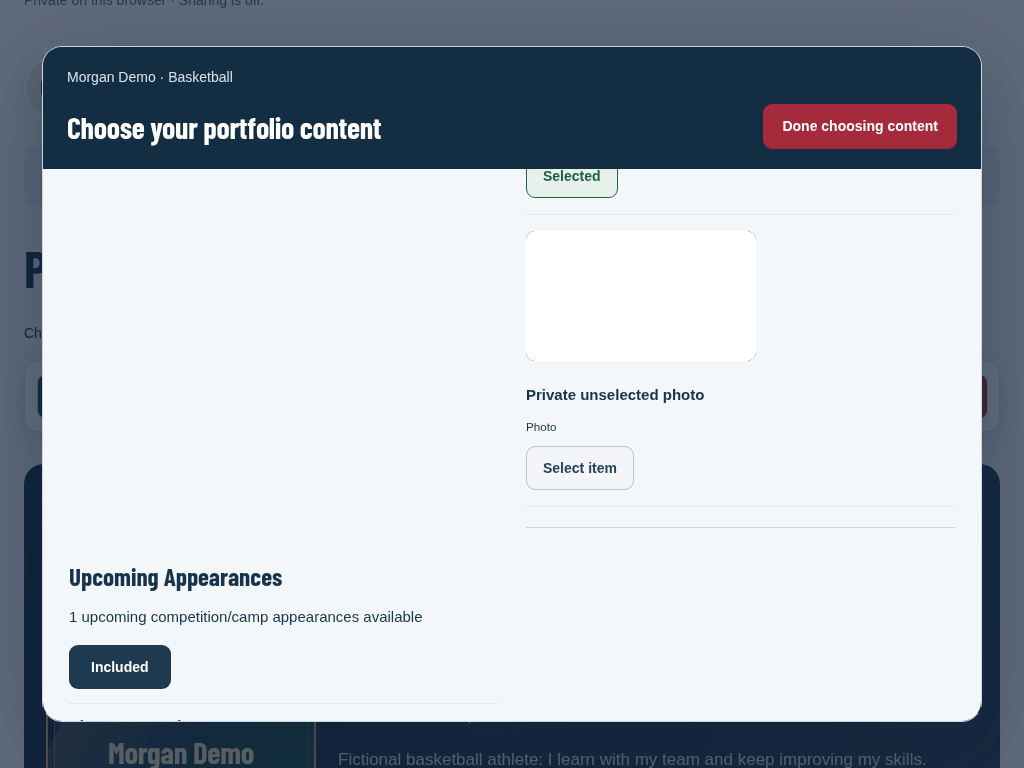 Private on this browser · Sharing is off.
Morgan Demo · Basketball
Choose your portfolio content
Done choosing content
Selected
Private unselected photo
Photo
Select item
Upcoming Appearances
1 upcoming competition/camp appearances available
Included
Morgan Demo
Fictional basketball athlete: I learn with my team and keep improving my skills.